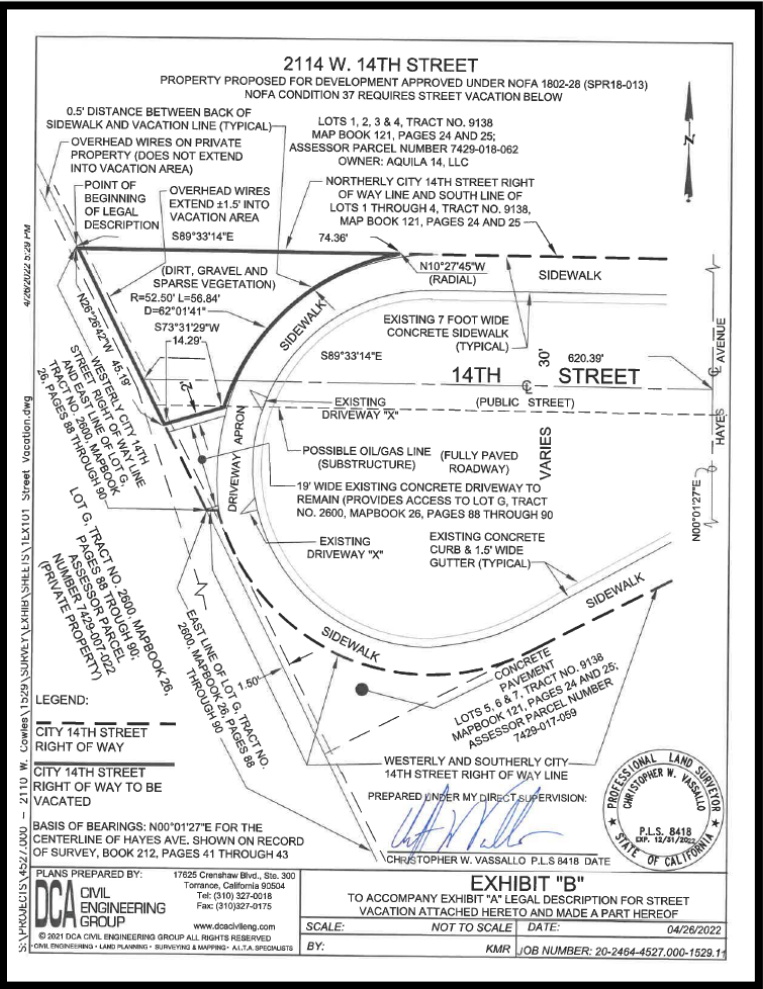 2114 W. 14TH STREET
PROPERTY PROPOSED FOR DEVELOPMENT APPROVED UNDER NOFA 1802-28 (SPR18-013)
NOFA CONDITION 37 REQUIRES STREET VACATION BELOW
0.5' DISTANCE BETWEEN BACK OF
SIDEWALK AND VACATION LINE (TYPICAL)
OVERHEAD WIRES ON PRIVATE
PROPERTY (DOES NOT EXTEND
INTO VACATION AREA)
LOTS 1, 2, 3 & 4, TRACT NO. 9138
MAP BOOK 121, PAGES 24 AND 25;
ASSESSOR PARCEL NUMBER 7429-018-062
OWNER: AQUILA 14, LLC
N
POINT OF
BEGINNING
OF LEGAL
DESCRIPTION
OVERHEAD WIRES
EXTEND ±1.5' INTO
VACATION AREA
NORTHERLY CITY 14TH STREET RIGHT
OF WAY LINE AND SOUTH LINE OF
LOTS 1 THROUGH 4, TRACT NO. 9138,
MAP BOOK 121, PAGES 24 AND 25
S89°33'14"E
74.36'
N10°27'45"W
(RADIAL)
SIDEWALK
(DIRT, GRAVEL AND
SPARSE VEGETATION)
R=52.50' L=56.84'
D=62°01'41"
S73°31'29"W
14.29'
SIDEWALK
N26°26'42"W 45.19'
WESTERLY CITY 14TH
STREET RIGHT OF WAY LINE
AND EAST LINE OF LOT G,
TRACT NO. 2600, MAPBOOK
26, PAGES 88 THROUGH 90
EXISTING 7 FOOT WIDE
CONCRETE SIDEWALK
(TYPICAL)
S89°33'14"E
30'
620.39'
14TH STREET
(PUBLIC STREET)
HAYES AVENUE
N00°01'27"E
2'
EXISTING
DRIVEWAY "X"
DRIVEWAY APRON
POSSIBLE OIL/GAS LINE
(SUBSTRUCTURE)
(FULLY PAVED
ROADWAY)
VARIES
19' WIDE EXISTING CONCRETE DRIVEWAY TO
REMAIN (PROVIDES ACCESS TO LOT G, TRACT
NO. 2600, MAPBOOK 26, PAGES 88 THROUGH 90
EXISTING
DRIVEWAY "X"
EXISTING CONCRETE
CURB & 1.5' WIDE
GUTTER (TYPICAL)
LOT G, TRACT NO. 2600, MAPBOOK 26,
PAGES 88 TROUGH 90;
ASSESSOR PARCEL
NUMBER 7429-007-022
(PRIVATE PROPERTY)
SIDEWALK
SIDEWALK
EAST LINE OF LOT G, TRACT NO.
2600, MAPBOOK 26, PAGES 88
THROUGH 90
1.50'
CONCRETE
PAVEMENT
LOTS 5, 6 & 7, TRACT NO. 9138
MAPBOOK 121, PAGES 24 AND 25;
ASSESSOR PARCEL NUMBER
7429-017-059
LEGEND:
CITY 14TH STREET
RIGHT OF WAY
CITY 14TH STREET
RIGHT OF WAY TO BE
VACATED
WESTERLY AND SOUTHERLY CITY
14TH STREET RIGHT OF WAY LINE
PREPARED UNDER MY DIRECT SUPERVISION:
CHRISTOPHER W. VASSALLO P.L.S 8418 DATE
PROFESSIONAL LAND SURVEYOR
CHRISTOPHER W. VASSALLO
P.L.S. 8418
EXP. 12/31/2022
STATE OF CALIFORNIA
BASIS OF BEARINGS: N00°01'27"E FOR THE
CENTERLINE OF HAYES AVE. SHOWN ON RECORD
OF SURVEY, BOOK 212, PAGES 41 THROUGH 43
PLANS PREPARED BY:
DCA CIVIL
ENGINEERING
GROUP
17625 Crenshaw Blvd., Ste. 300
Torrance, California 90504
Tel: (310) 327-0018
Fax: (310)327-0175
www.dcacivileng.com
© 2021 DCA CIVIL ENGINEERING GROUP ALL RIGHTS RESERVED
• CIVIL ENGINEERING • LAND PLANNING • SURVEYING & MAPPING • A.L.T.A. SPECIALISTS
EXHIBIT "B"
TO ACCOMPANY EXHIBIT "A" LEGAL DESCRIPTION FOR STREET
VACATION ATTACHED HERETO AND MADE A PART HEREOF
SCALE: NOT TO SCALE DATE: 04/26/2022
BY: KMR JOB NUMBER: 20-2464-4527.000-1529.11
S:\PROJECTS\4527.000 - 2110 W. Cowles\1529\SURVEY\EXHIB\SHEETS\1EX101 Street Vacation.dwg 4/26/2022 5:29 PM